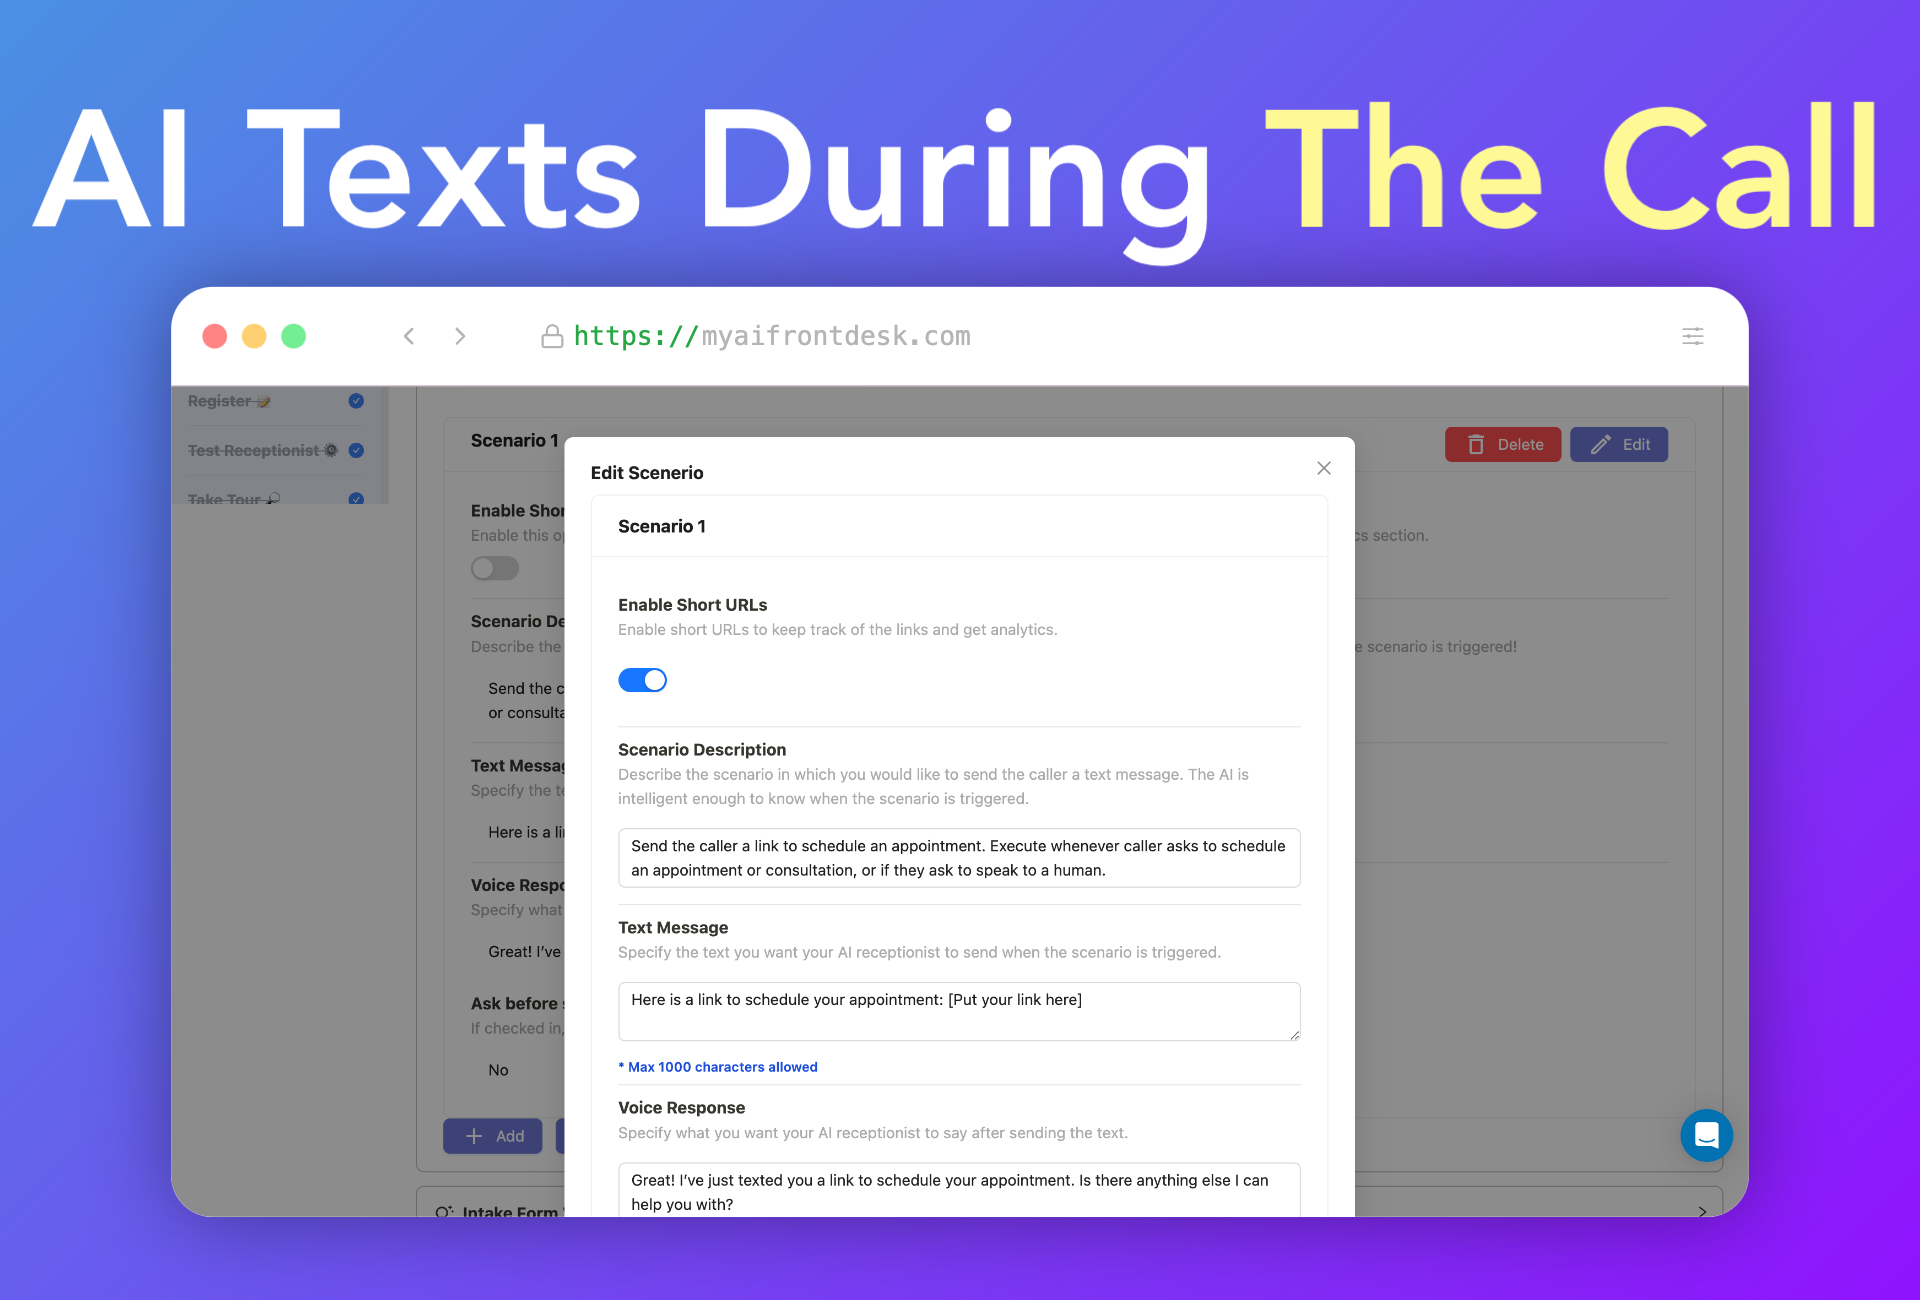 AI Texts During The Call
https://myaifrontdesk.com
Register
Test Receptionist
Take Tour
Scenario 1
Delete
Edit
Enable Shor
Enable this o
cs section.
Scenario De
Describe the
e scenario is triggered!
Send the c
or consulta
Text Messag
Specify the te
Here is a lin
Voice Respo
Specify what
Great! I've
Ask before s
If checked in,
No
Add
Intake Form
Edit Scenerio
Scenario 1
Enable Short URLs
Enable short URLs to keep track of the links and get analytics.
Scenario Description
Describe the scenario in which you would like to send the caller a text message. The AI is
intelligent enough to know when the scenario is triggered.
Send the caller a link to schedule an appointment. Execute whenever caller asks to schedule
an appointment or consultation, or if they ask to speak to a human.
Text Message
Specify the text you want your AI receptionist to send when the scenario is triggered.
Here is a link to schedule your appointment: [Put your link here]
* Max 1000 characters allowed
Voice Response
Specify what you want your AI receptionist to say after sending the text.
Great! I've just texted you a link to schedule your appointment. Is there anything else I can
help you with?